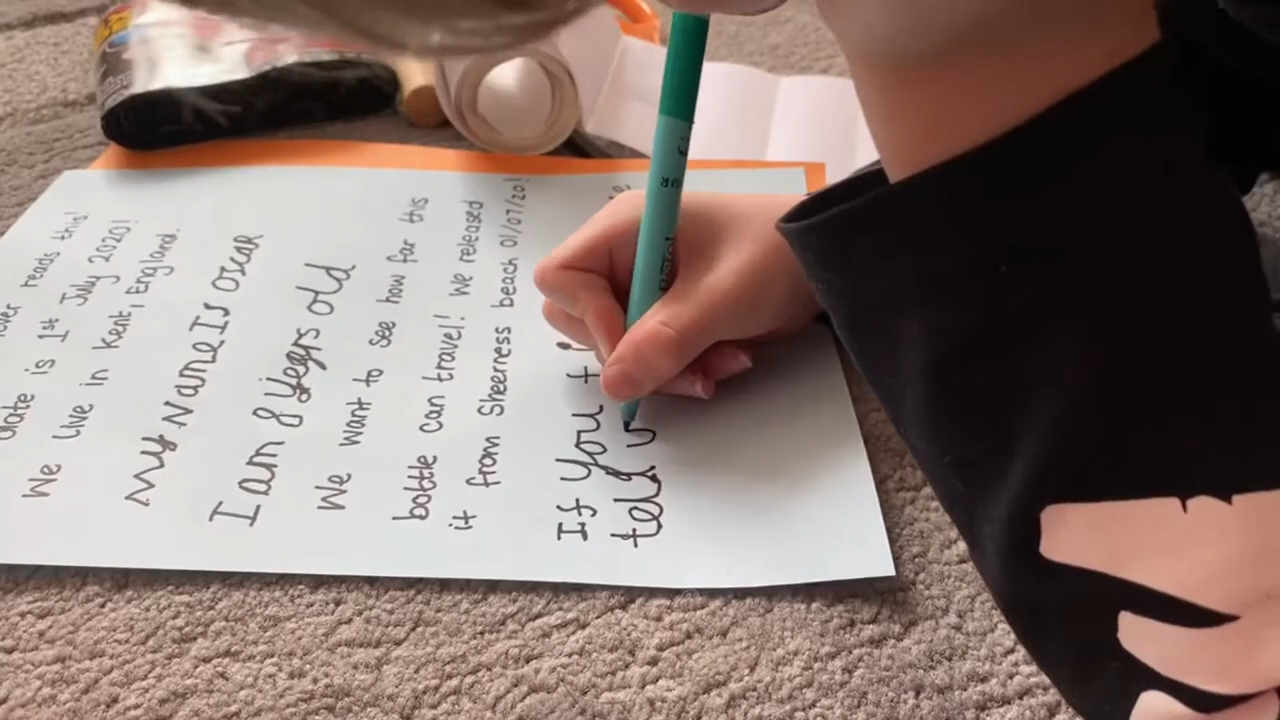 reads this!
date is 1st July 2020!
We live in Kent, England.
My Name Is Oscar
I am 8 Years old
We want to see how far this
bottle can travel! We released
it from Sheerness beach 01/07/20!
If You